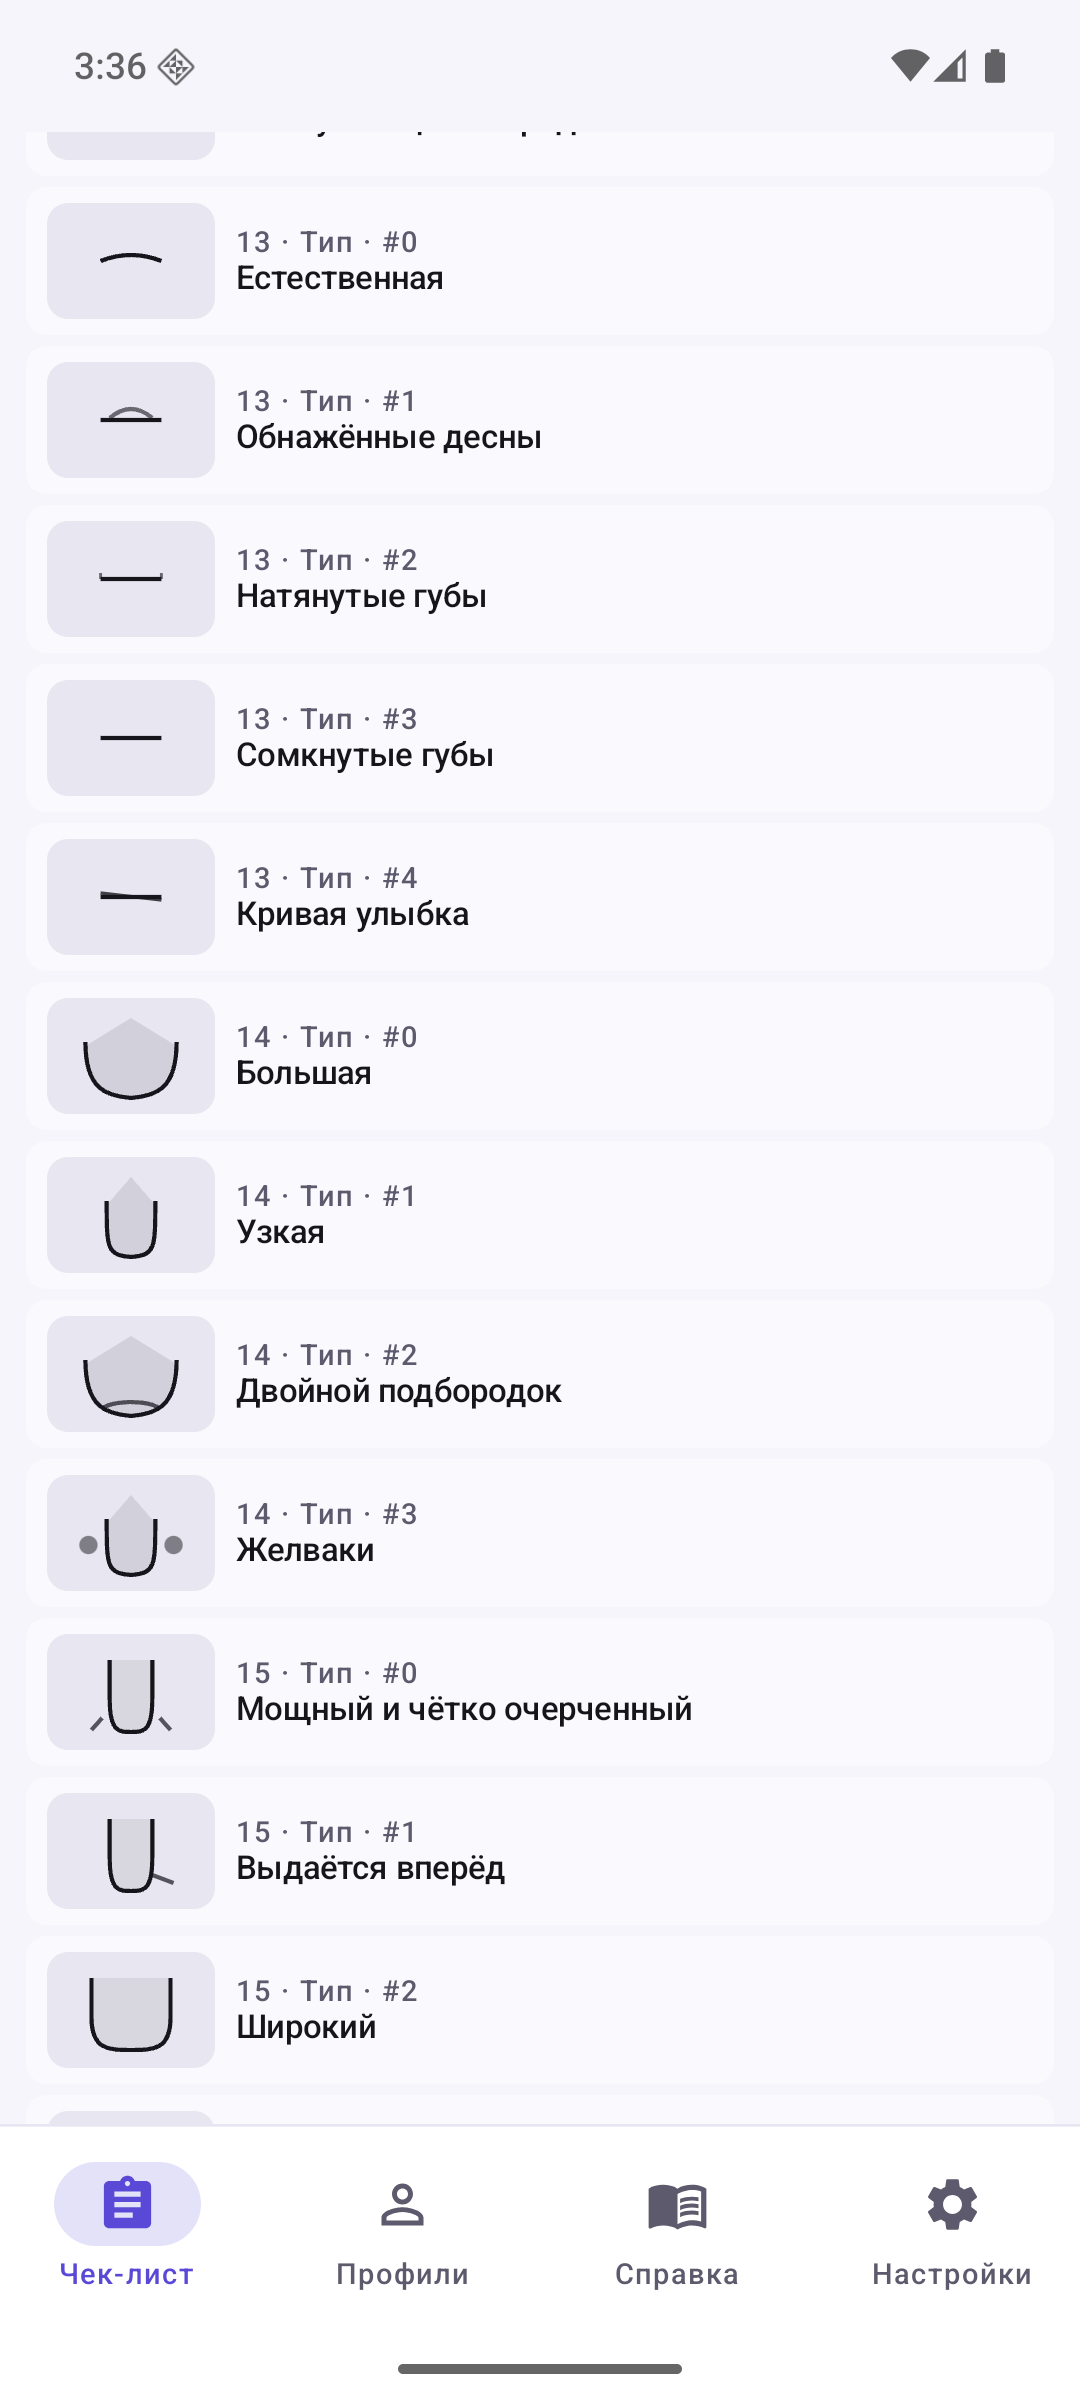 3:36
13 · Тип · #0
Естественная
13 · Тип · #1
Обнажённые десны
13 · Тип · #2
Натянутые губы
13 · Тип · #3
Сомкнутые губы
13 · Тип · #4
Кривая улыбка
14 · Тип · #0
Большая
14 · Тип · #1
Узкая
14 · Тип · #2
Двойной подбородок
14 · Тип · #3
Желваки
15 · Тип · #0
Мощный и чётко очерченный
15 · Тип · #1
Выдаётся вперёд
15 · Тип · #2
Широкий
Чек-лист
Профили
Справка
Настройки